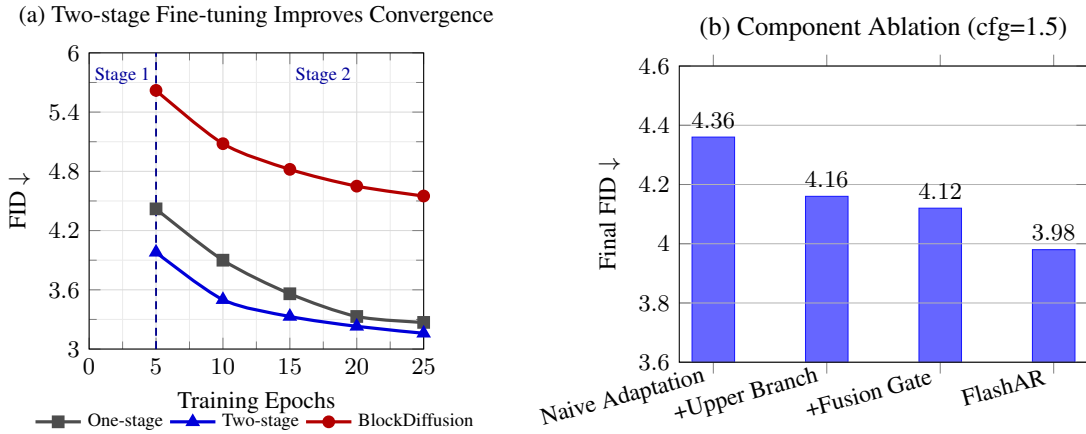 (a) Two-stage Fine-tuning Improves Convergence
Stage 1
Stage 2
6
5.4
4.8
4.2
3.6
3
FID ↓
0
5
10
15
20
25
Training Epochs
One-stage
Two-stage
BlockDiffusion
(b) Component Ablation (cfg=1.5)
4.6
4.4
4.2
4
3.8
3.6
Final FID ↓
4.36
4.16
4.12
3.98
Naive Adaptation
+Upper Branch
+Fusion Gate
FlashAR